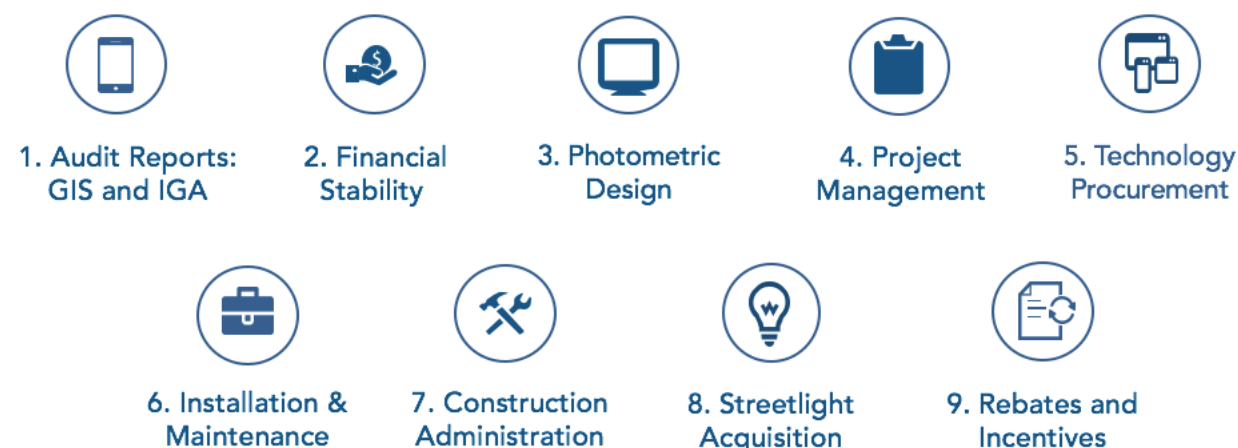 1. Audit Reports:
GIS and IGA
2. Financial
Stability
3. Photometric
Design
4. Project
Management
5. Technology
Procurement
6. Installation &
Maintenance
7. Construction
Administration
8. Streetlight
Acquisition
9. Rebates and
Incentives